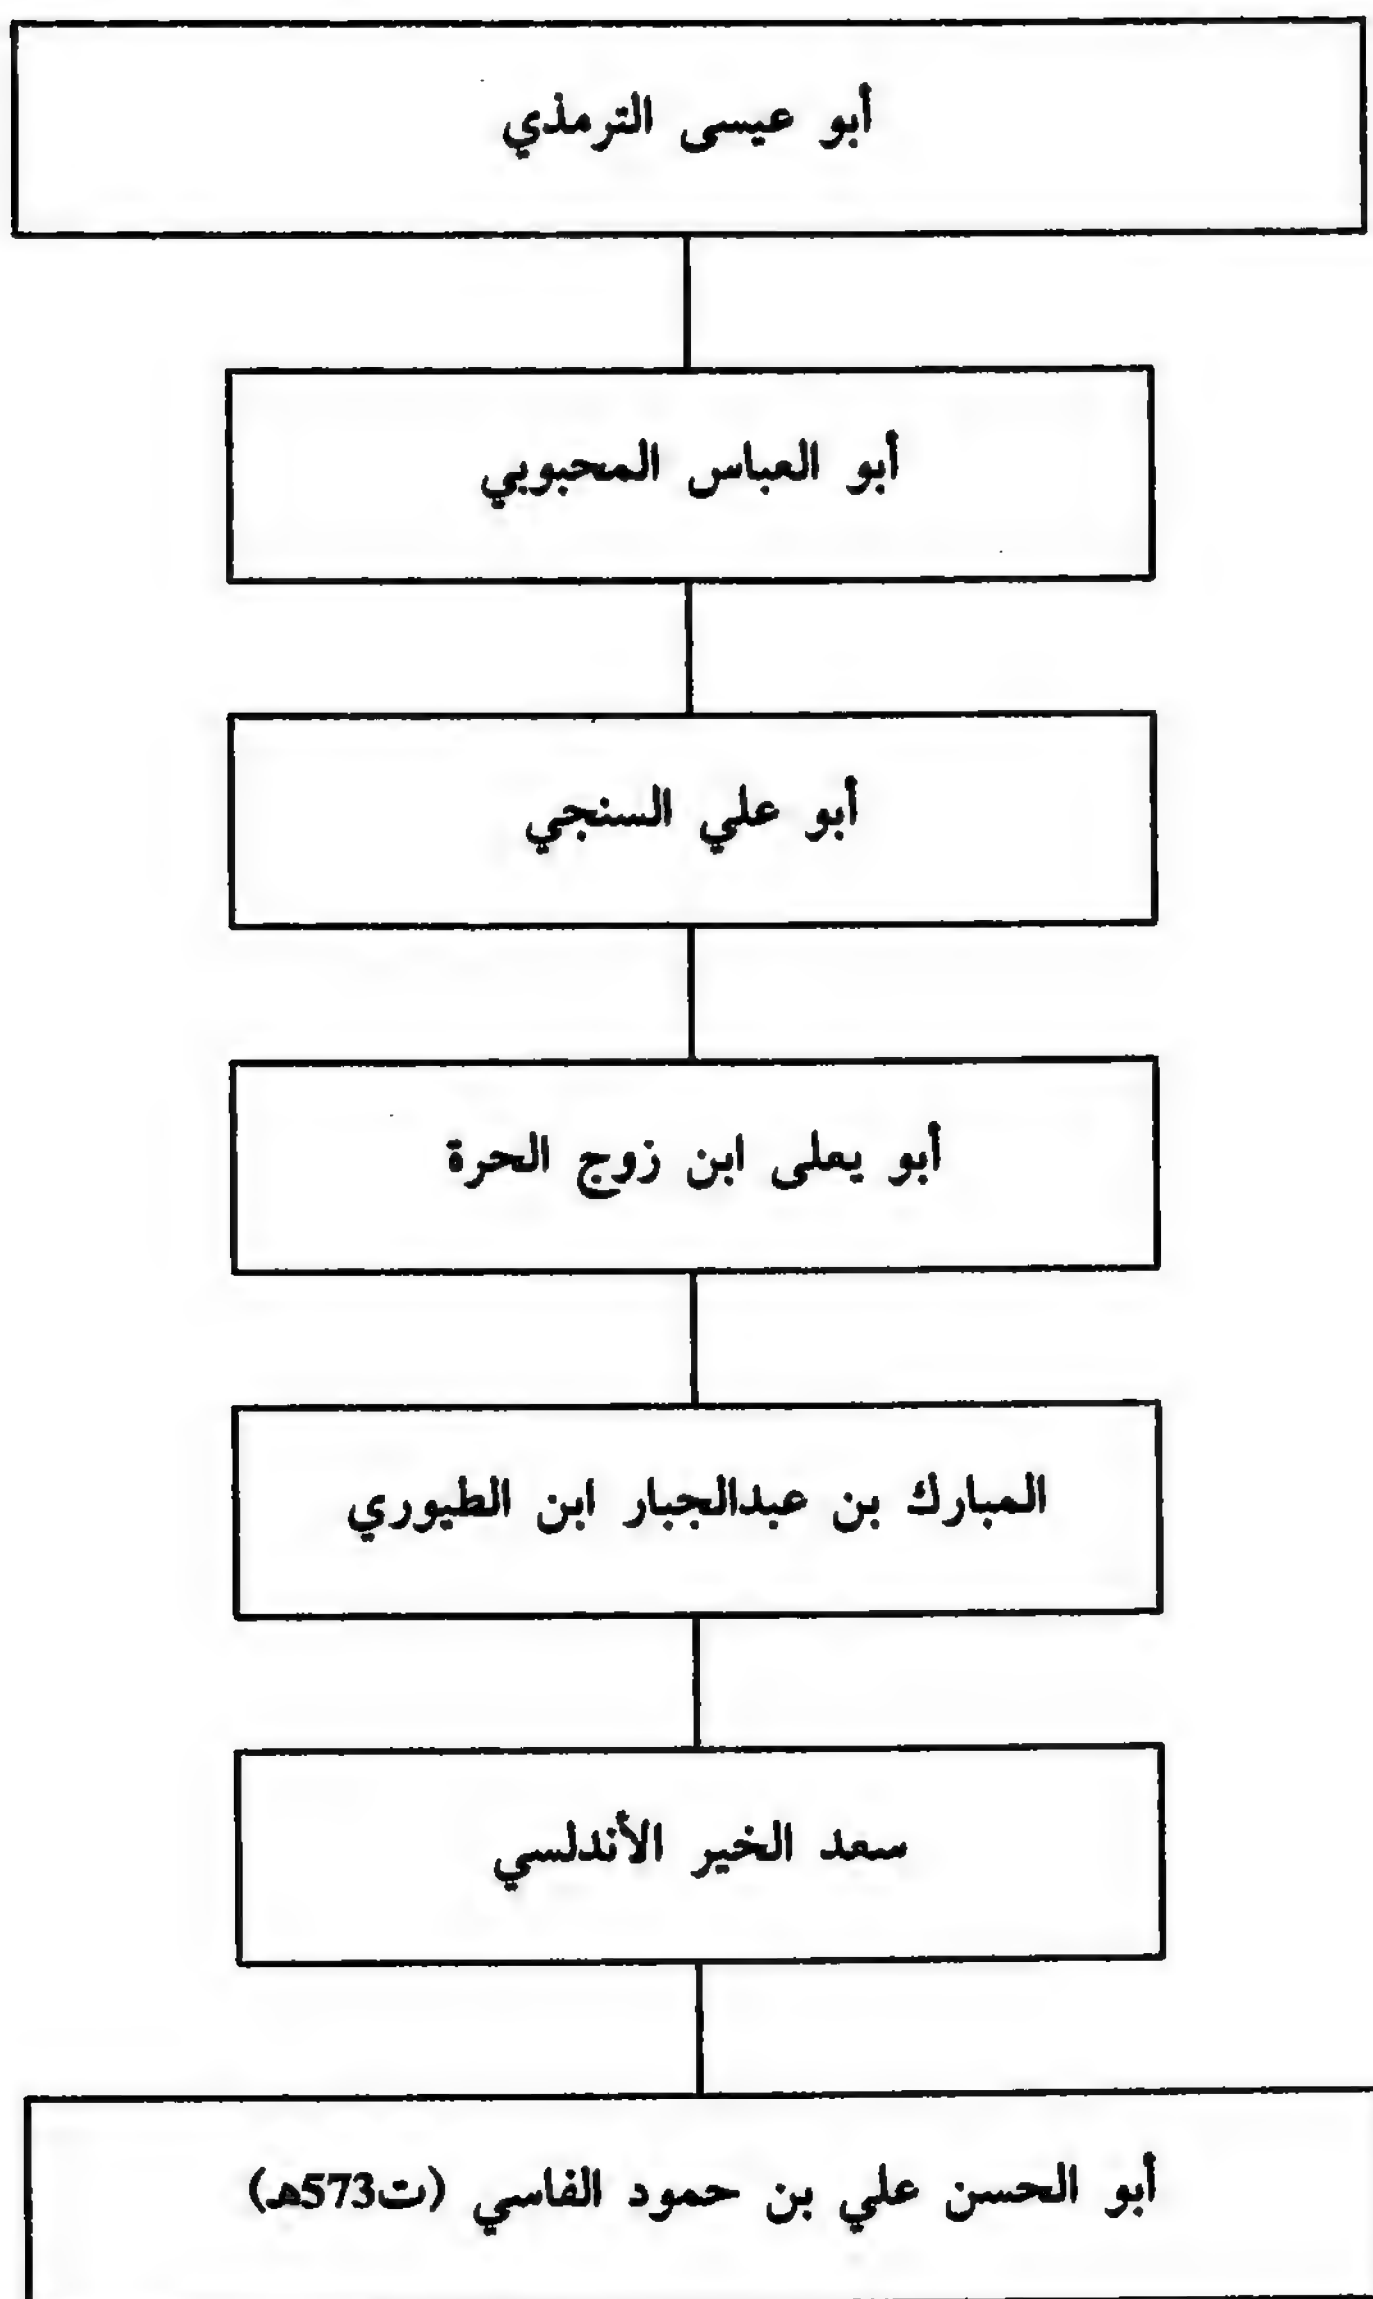 أبو عيسى الترمذي
أبو العباس المحبوبي
أبو علي السنجي
أبو يعلى ابن زوج الحرة
المبارك بن عبدالجبار ابن الطيوري
سعد الخير الأندلسي
أبو الحسن علي بن حمود الفاسي (ت573هـ)